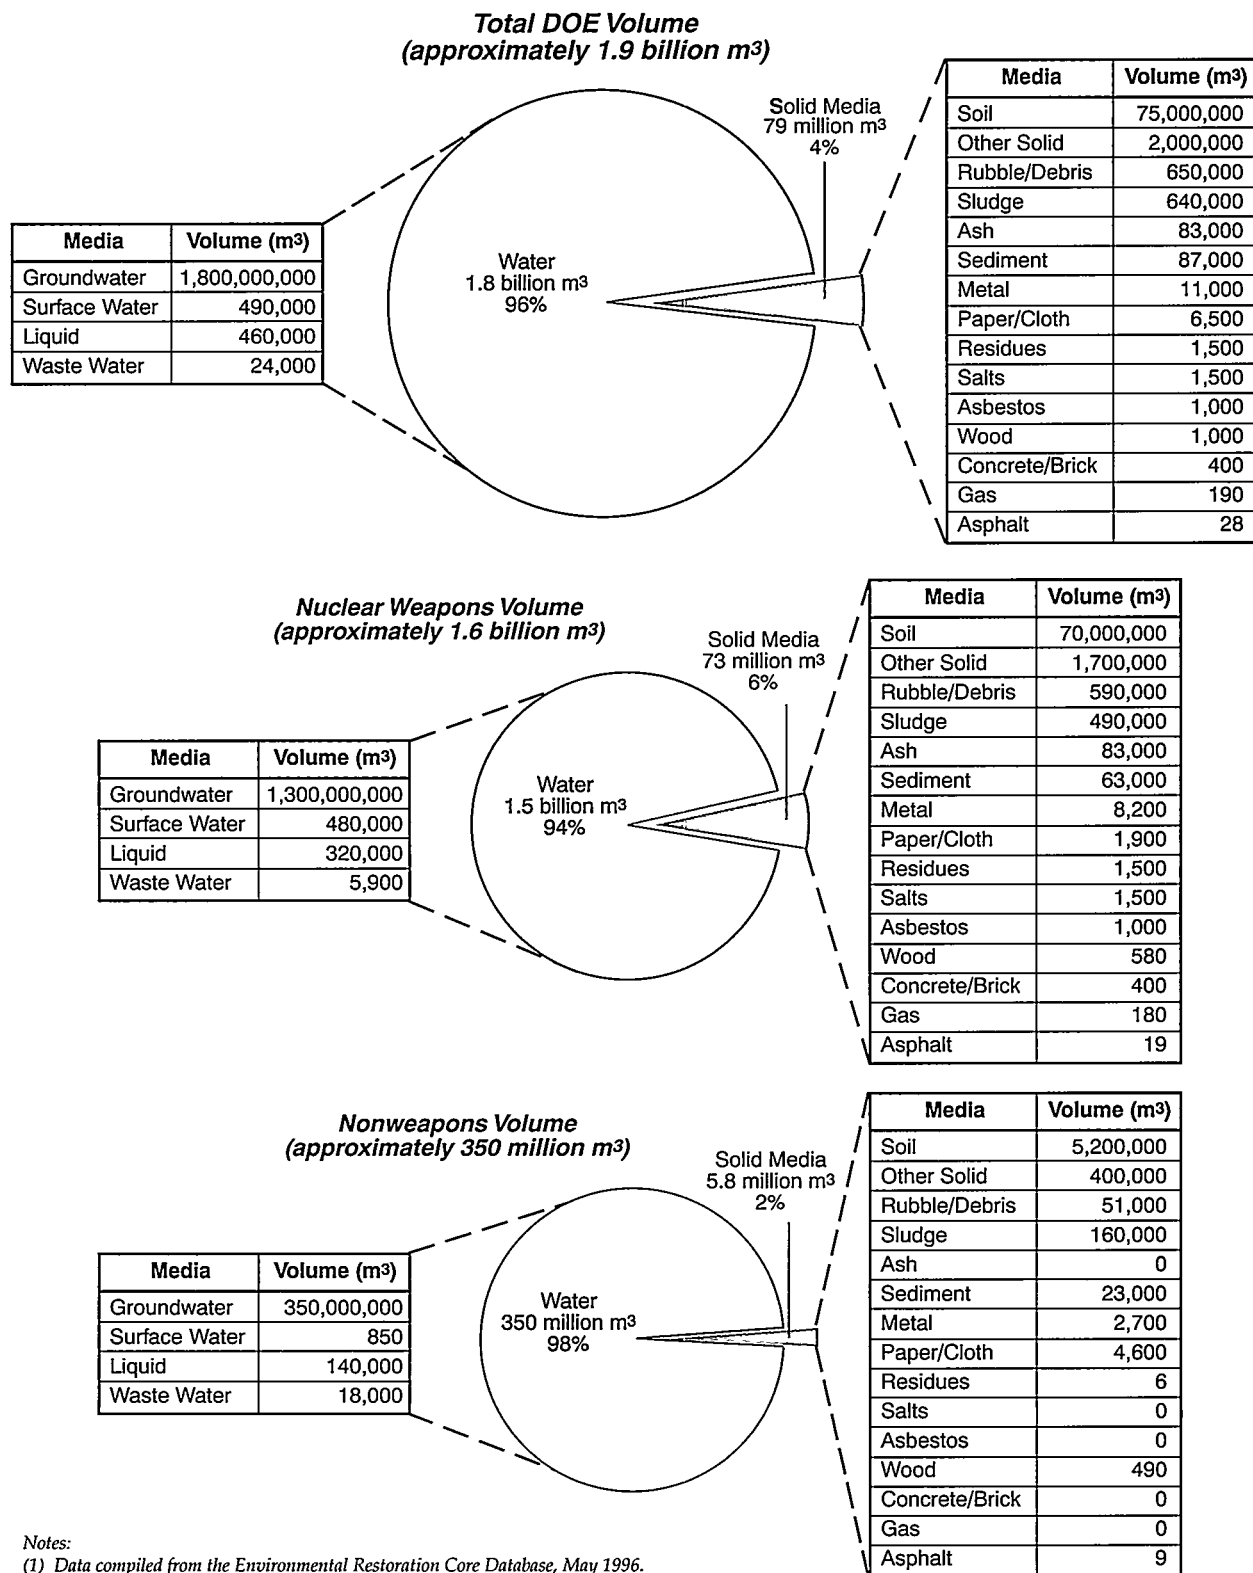 Total DOE Volume
(approximately 1.9 billion m³)
Solid Media
79 million m³
4%
Water
1.8 billion m³
96%
Media Volume (m³)
Groundwater 1,800,000,000
Surface Water 490,000
Liquid 460,000
Waste Water 24,000
Media Volume (m³)
Soil 75,000,000
Other Solid 2,000,000
Rubble/Debris 650,000
Sludge 640,000
Ash 83,000
Sediment 87,000
Metal 11,000
Paper/Cloth 6,500
Residues 1,500
Salts 1,500
Asbestos 1,000
Wood 1,000
Concrete/Brick 400
Gas 190
Asphalt 28
Nuclear Weapons Volume
(approximately 1.6 billion m³)
Solid Media
73 million m³
6%
Water
1.5 billion m³
94%
Media Volume (m³)
Groundwater 1,300,000,000
Surface Water 480,000
Liquid 320,000
Waste Water 5,900
Media Volume (m³)
Soil 70,000,000
Other Solid 1,700,000
Rubble/Debris 590,000
Sludge 490,000
Ash 83,000
Sediment 63,000
Metal 8,200
Paper/Cloth 1,900
Residues 1,500
Salts 1,500
Asbestos 1,000
Wood 580
Concrete/Brick 400
Gas 180
Asphalt 19
Nonweapons Volume
(approximately 350 million m³)
Solid Media
5.8 million m³
2%
Water
350 million m³
98%
Media Volume (m³)
Groundwater 350,000,000
Surface Water 850
Liquid 140,000
Waste Water 18,000
Media Volume (m³)
Soil 5,200,000
Other Solid 400,000
Rubble/Debris 51,000
Sludge 160,000
Ash 0
Sediment 23,000
Metal 2,700
Paper/Cloth 4,600
Residues 6
Salts 0
Asbestos 0
Wood 490
Concrete/Brick 0
Gas 0
Asphalt 9
Notes:
(1) Data compiled from the Environmental Restoration Core Database, May 1996.